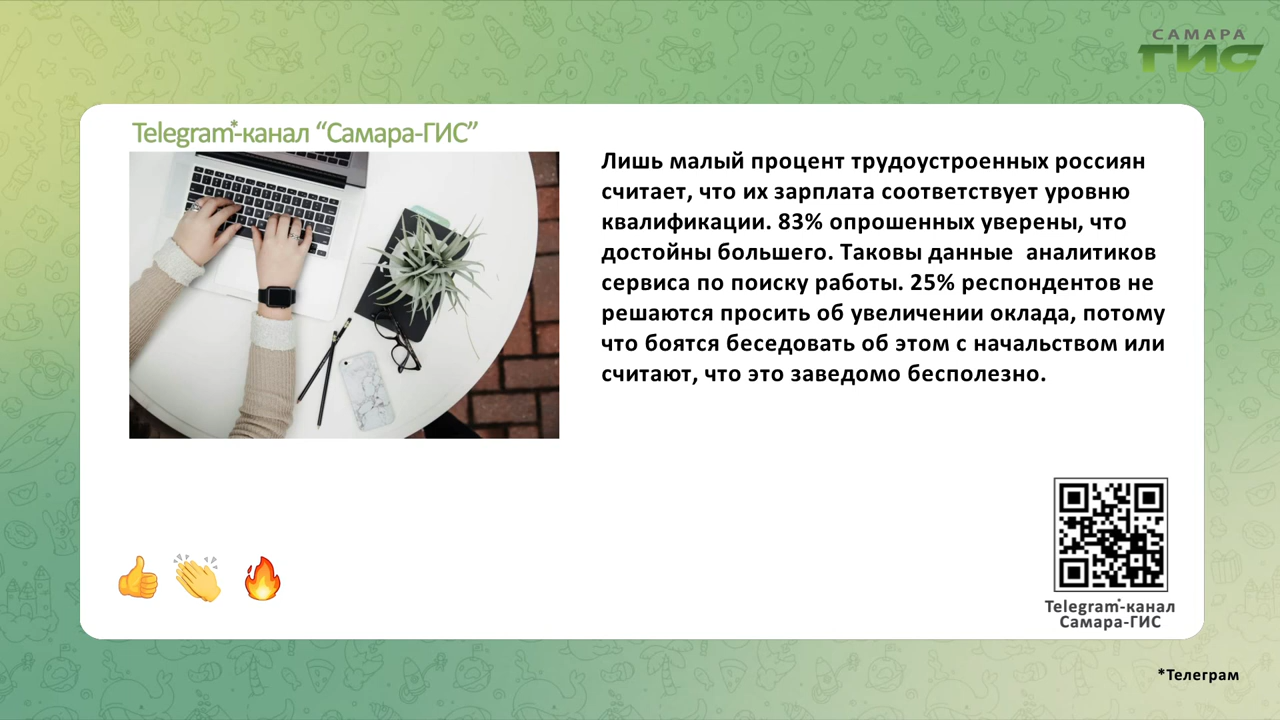 САМАРА
ГИС
Telegram*-канал “Самара-ГИС”
Лишь малый процент трудоустроенных россиян
считает, что их зарплата соответствует уровню
квалификации. 83% опрошенных уверены, что
достойны большего. Таковы данные  аналитиков
сервиса по поиску работы. 25% респондентов не
решаются просить об увеличении оклада, потому
что боятся беседовать об этом с начальством или
считают, что это заведомо бесполезно.
Telegram*-канал
Самара-ГИС
*Телеграм